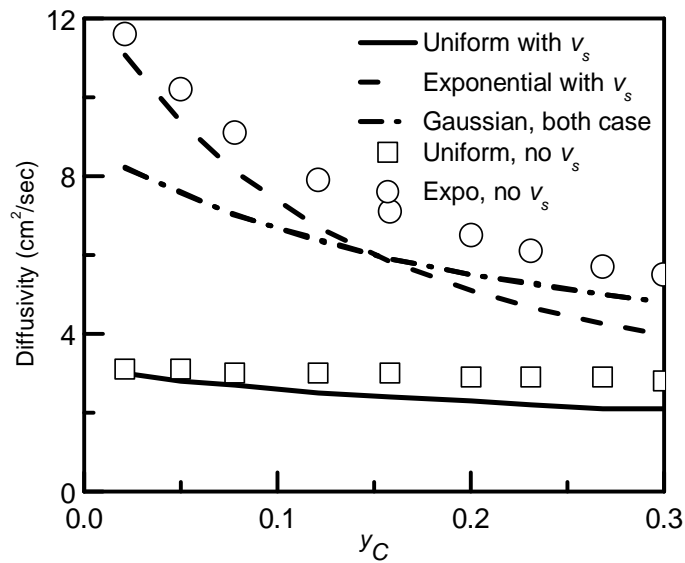 12
8
4
0
Diffusivity (cm²/sec)
Uniform with vₛ
Exponential with vₛ
Gaussian, both case
Uniform, no vₛ
Expo, no vₛ
0.0 0.1 0.2 0.3
y_C